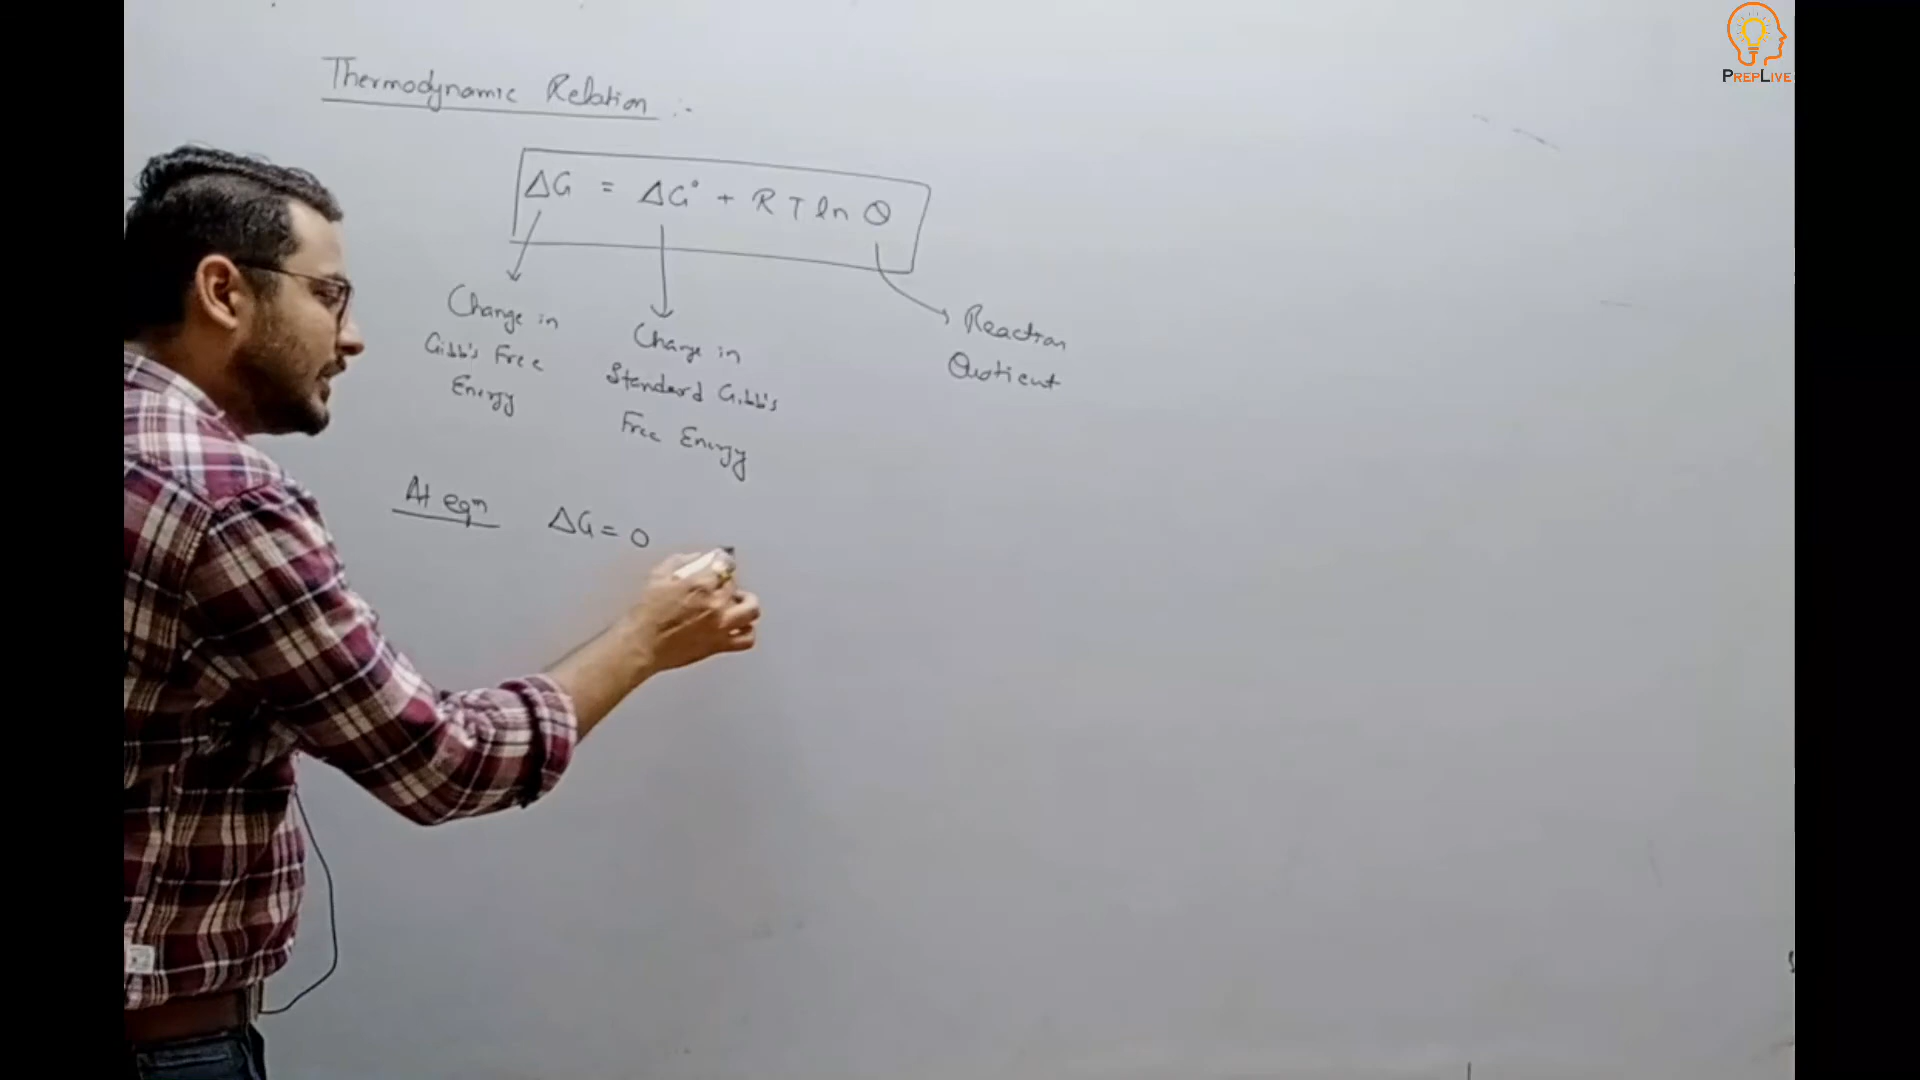 PREPLIVE
Thermodynamic Relation :-
ΔG = ΔG° + RT ln Q
Change in
Gibb's Free
Energy
Change in
Standard Gibb's
Free Energy
Reaction
Quotient
At eqn ΔG = 0